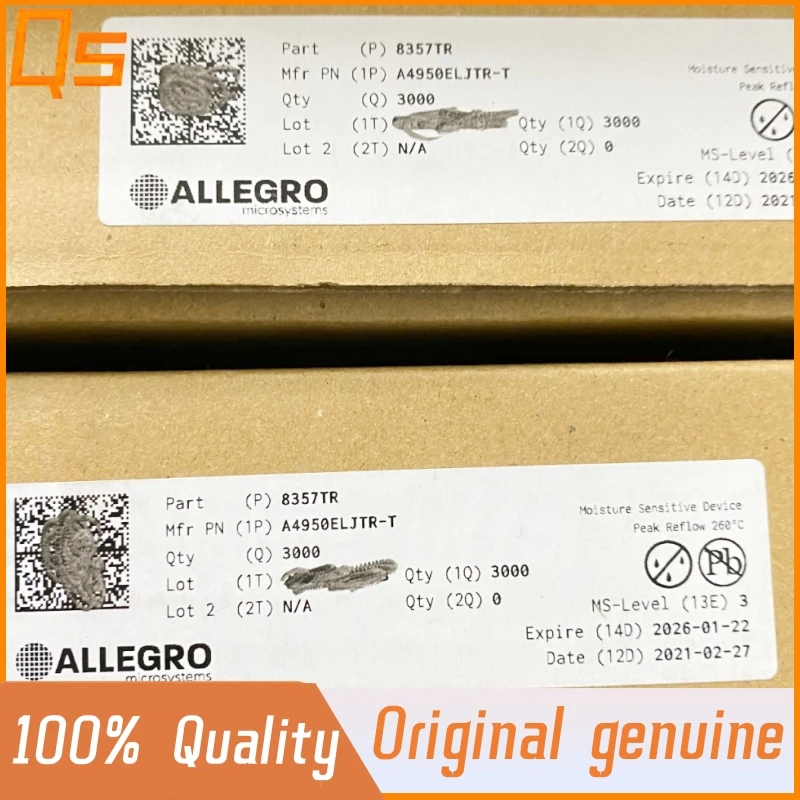 QS
Part (P) 8357TR
Mfr PN (1P) A4950ELJTR-T
Qty (Q) 3000
Lot (1T) Qty (1Q) 3000
Lot 2 (2T) N/A Qty (2Q) 0
ALLEGRO
microsystems
Moisture Sensitiv
Peak Refl
MS-Level (
Expire (14D) 2026
Date (12D) 2021
Part (P) 8357TR
Mfr PN (1P) A4950ELJTR-T
Qty (Q) 3000
Lot (1T) Qty (1Q) 3000
Lot 2 (2T) N/A Qty (2Q) 0
ALLEGRO
microsystems
Moisture Sensitive Device
Peak Reflow 260°C
Pb
MS-Level (13E) 3
Expire (14D) 2026-01-22
Date (12D) 2021-02-27
100% Quality
Original genuine